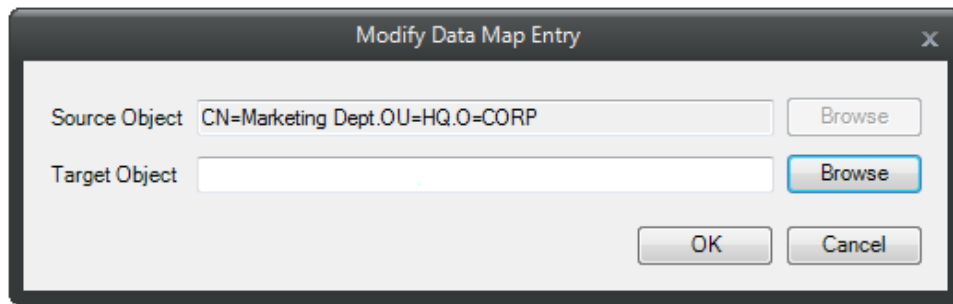 Modify Data Map Entry x
Source Object CN=Marketing Dept.OU=HQ.O=CORP Browse
Target Object Browse
OK Cancel